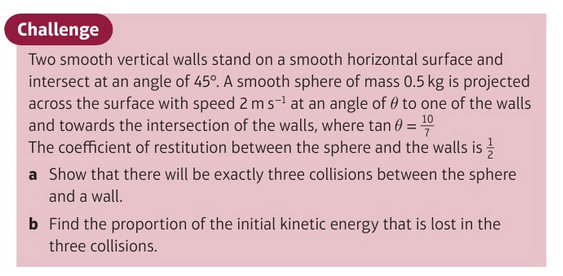 Challenge
Two smooth vertical walls stand on a smooth horizontal surface and
intersect at an angle of 45°. A smooth sphere of mass 0.5 kg is projected
across the surface with speed 2 m s⁻¹ at an angle of θ to one of the walls
and towards the intersection of the walls, where tan θ = 10/7
The coefficient of restitution between the sphere and the walls is 1/2
a Show that there will be exactly three collisions between the sphere
and a wall.
b Find the proportion of the initial kinetic energy that is lost in the
three collisions.